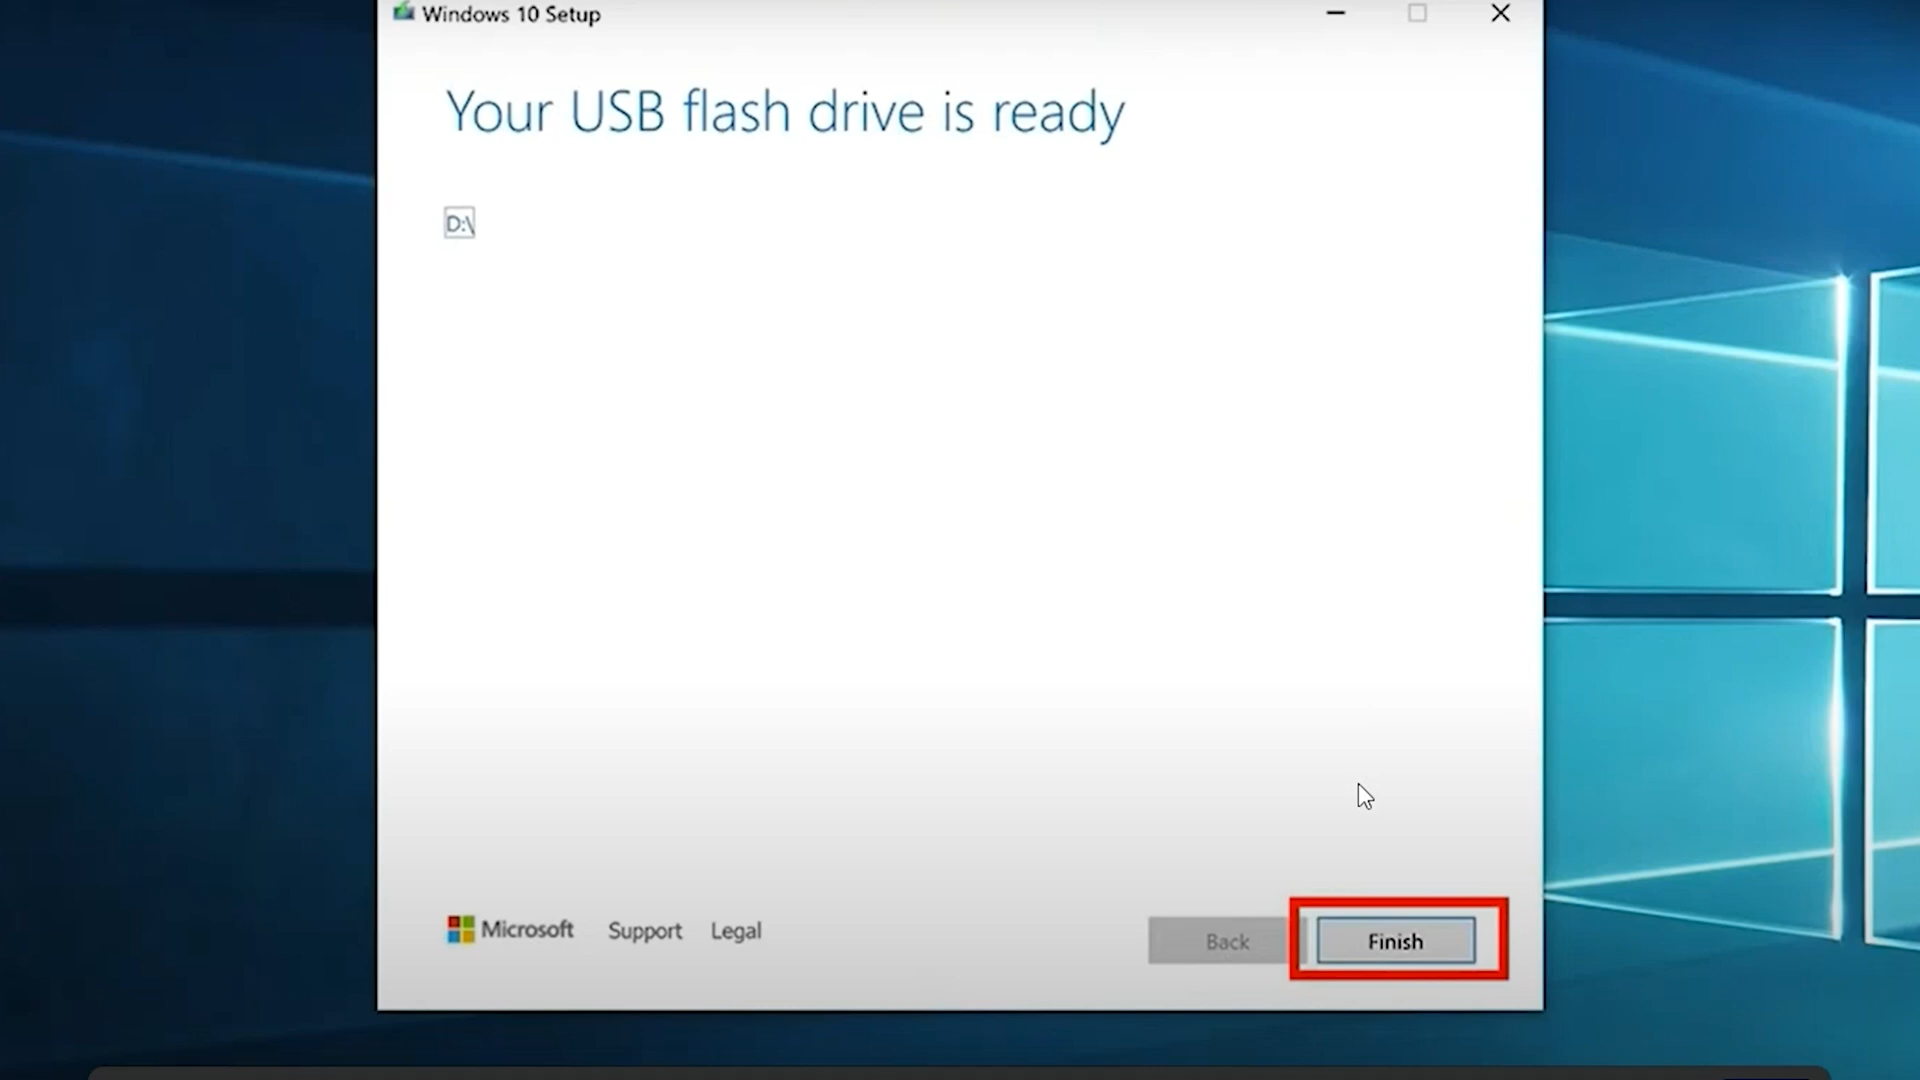 Windows 10 Setup
Your USB flash drive is ready
D:\
Microsoft Support Legal
Back Finish